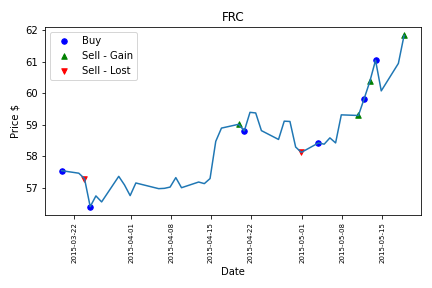 FRC
Buy
Sell - Gain
Sell - Lost
Price $
62
61
60
59
58
57
2015-03-22
2015-04-01
2015-04-08
2015-04-15
2015-04-22
2015-05-01
2015-05-08
2015-05-15
Date